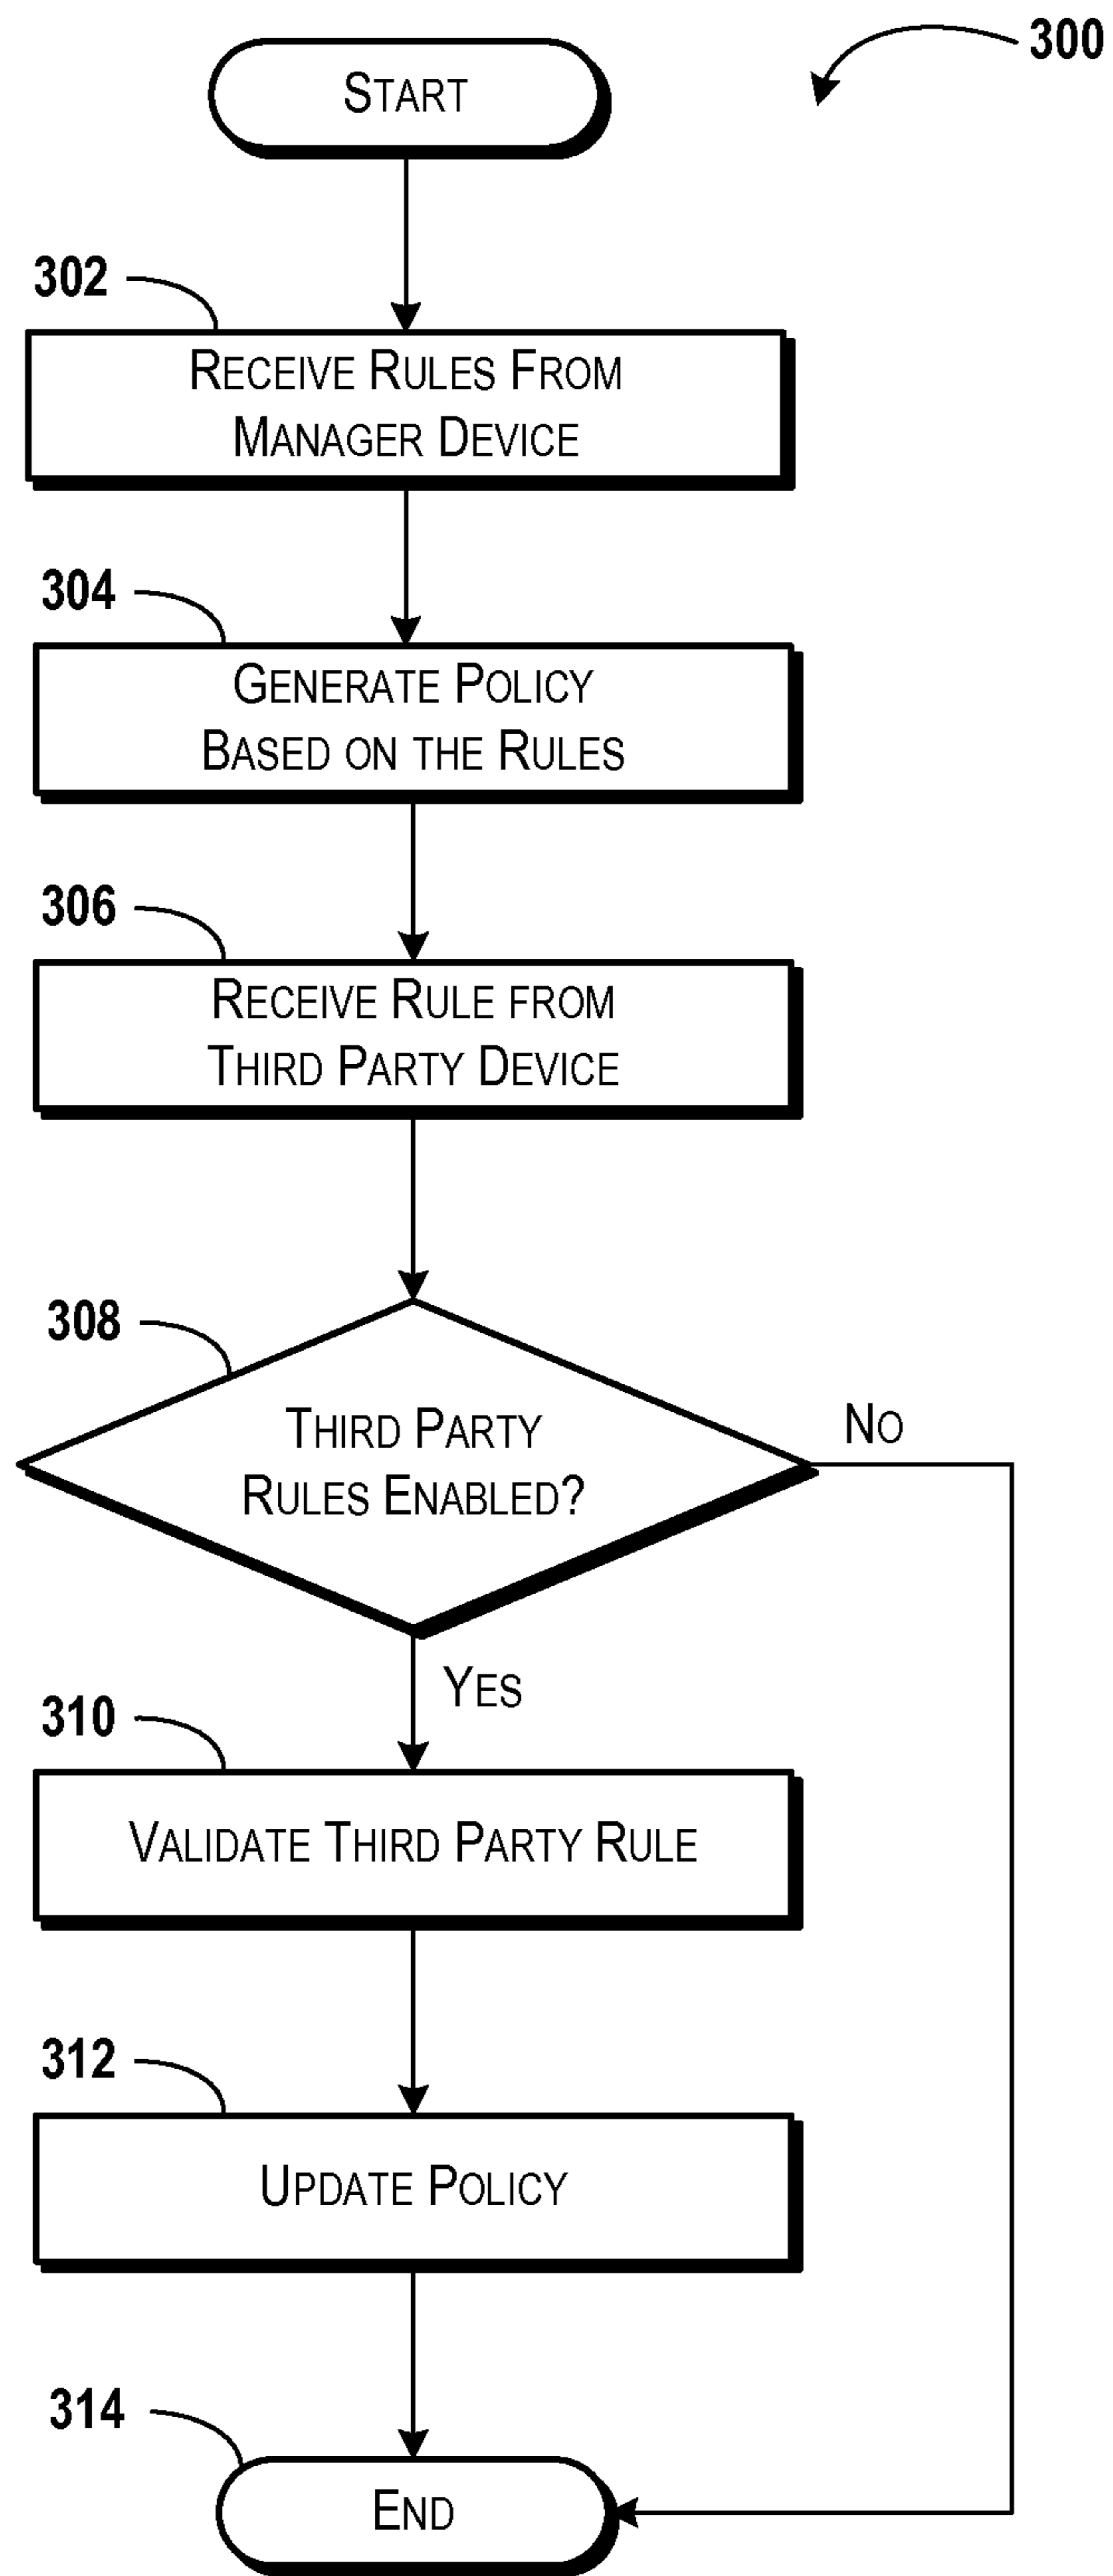 300
START
302
RECEIVE RULES FROM
MANAGER DEVICE
304
GENERATE POLICY
BASED ON THE RULES
306
RECEIVE RULE FROM
THIRD PARTY DEVICE
308
THIRD PARTY
RULES ENABLED?
NO
YES
310
VALIDATE THIRD PARTY RULE
312
UPDATE POLICY
314
END